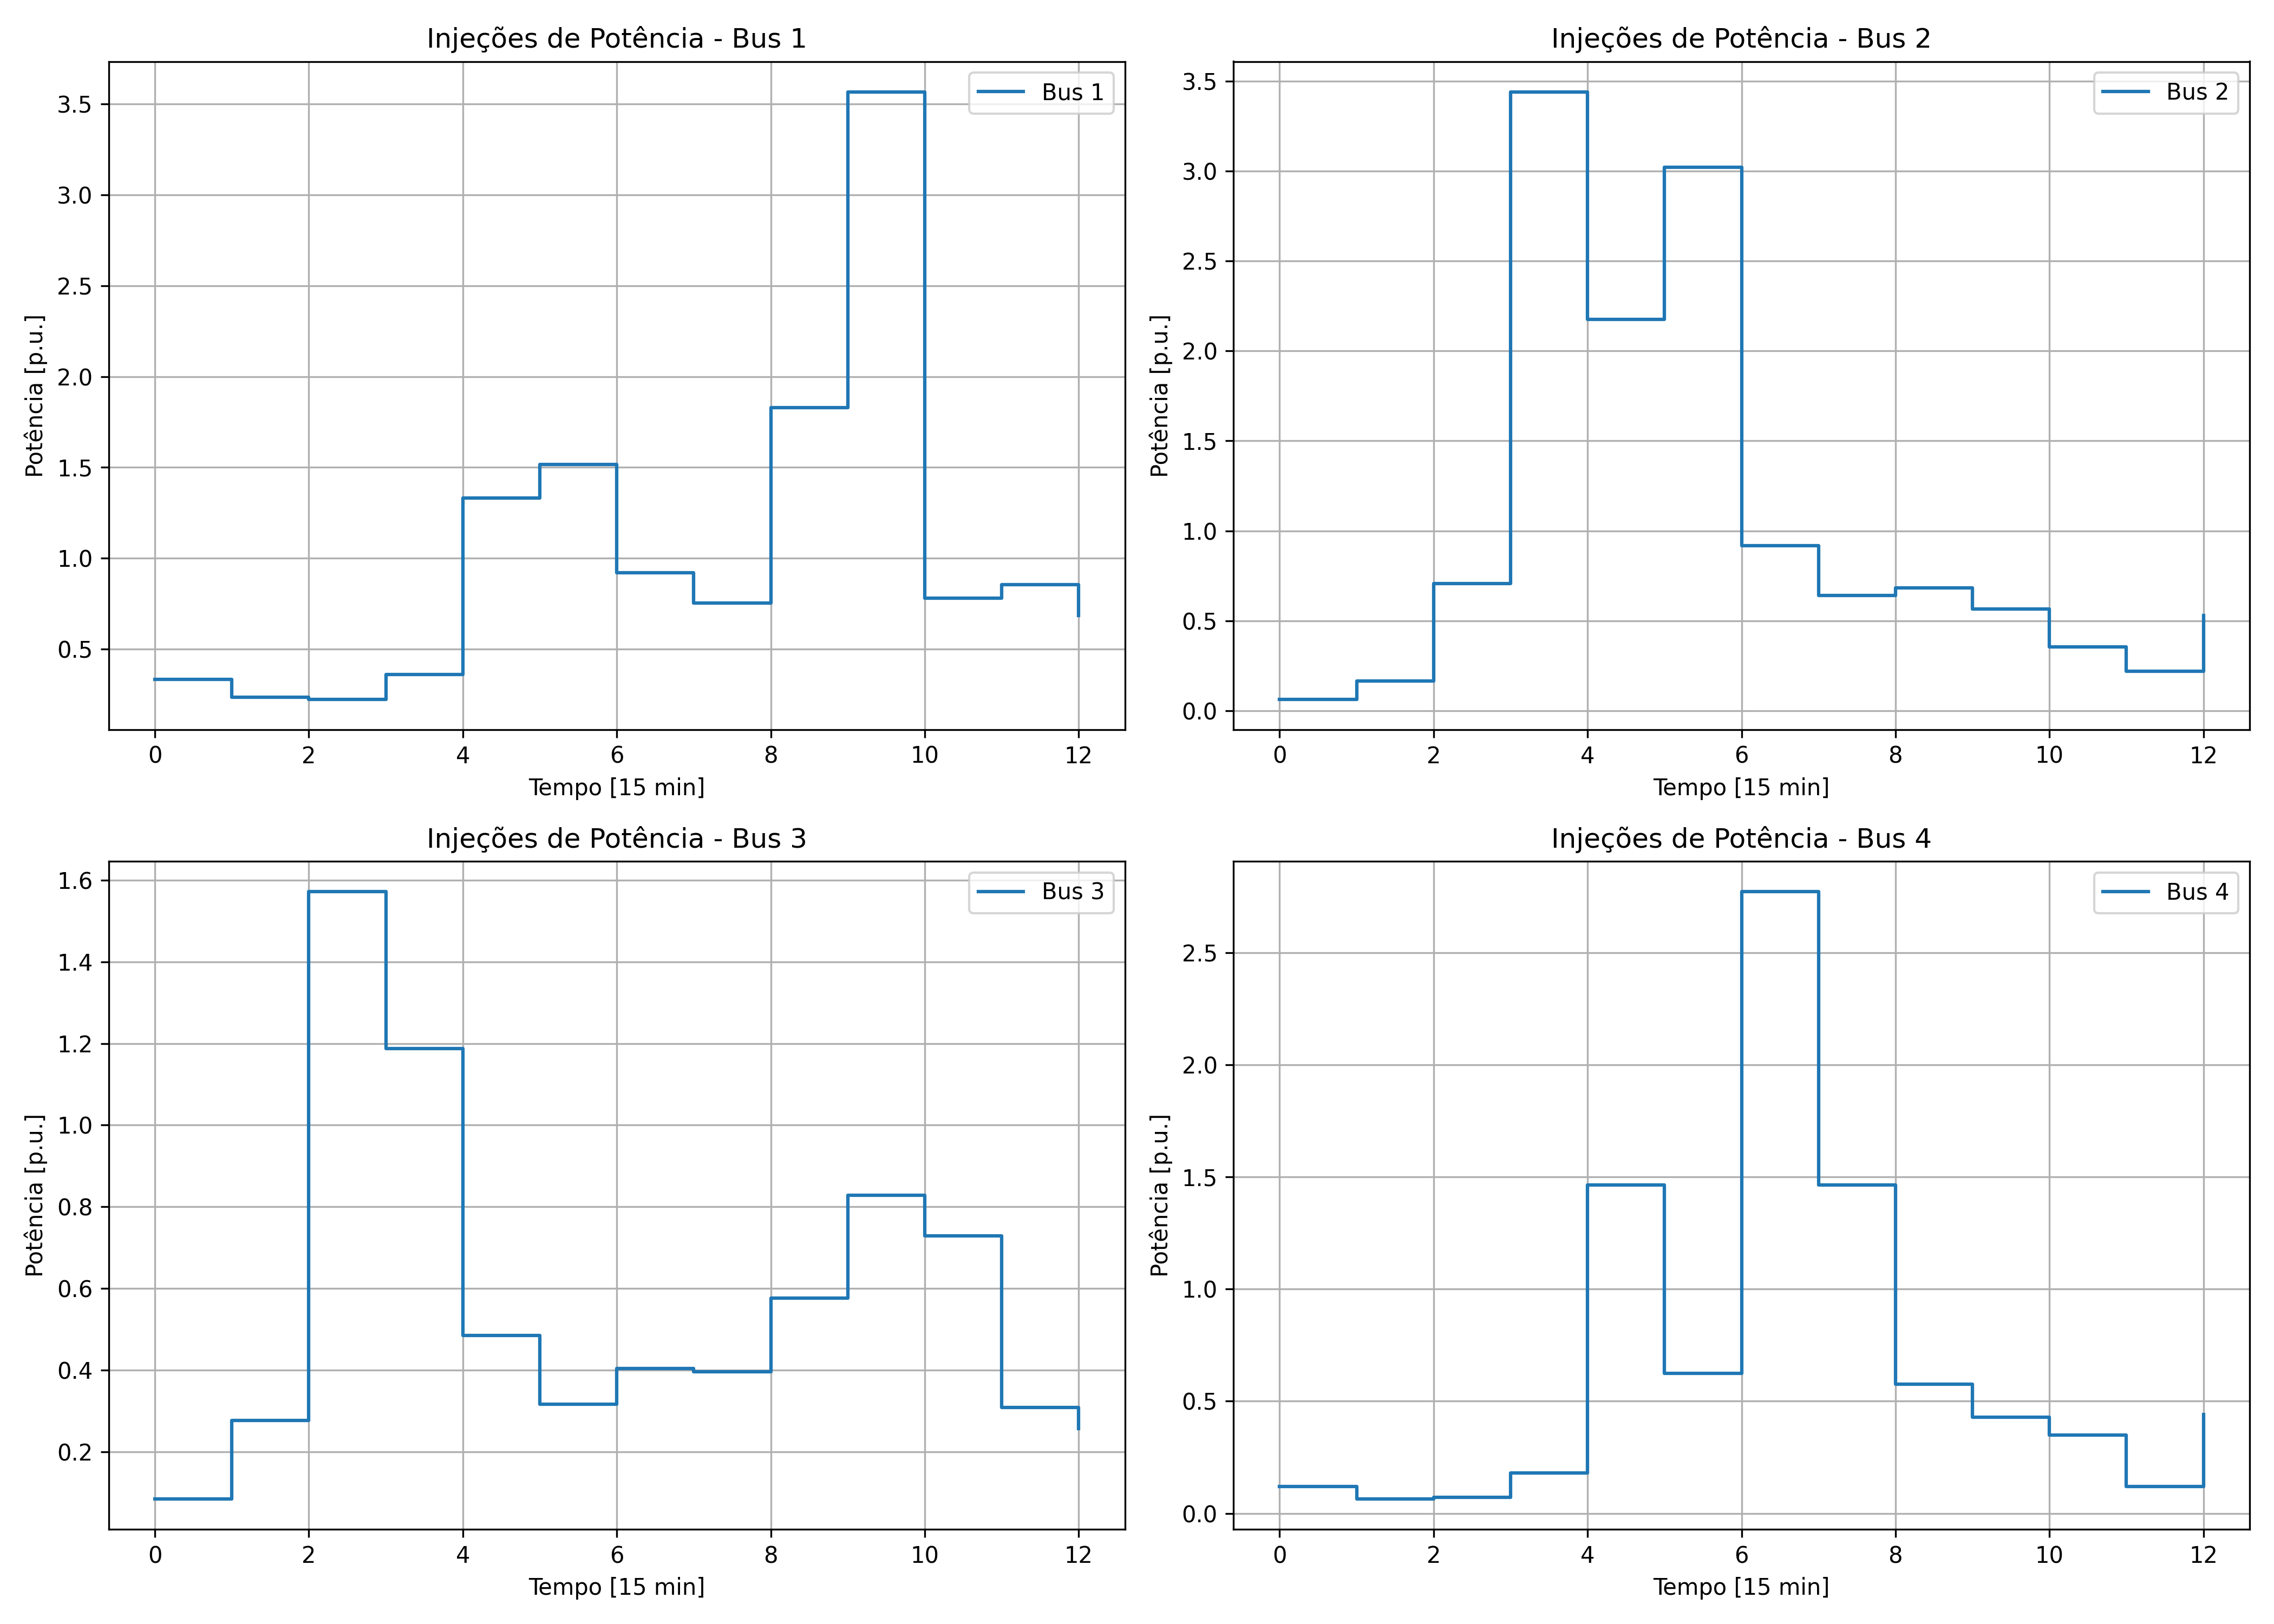 Injeções de Potência - Bus 1
Bus 1
Potência [p.u.]
3.5
3.0
2.5
2.0
1.5
1.0
0.5
0 2 4 6 8 10 12
Tempo [15 min]
Injeções de Potência - Bus 2
Bus 2
Potência [p.u.]
3.5
3.0
2.5
2.0
1.5
1.0
0.5
0.0
0 2 4 6 8 10 12
Tempo [15 min]
Injeções de Potência - Bus 3
Bus 3
Potência [p.u.]
1.6
1.4
1.2
1.0
0.8
0.6
0.4
0.2
0 2 4 6 8 10 12
Tempo [15 min]
Injeções de Potência - Bus 4
Bus 4
Potência [p.u.]
2.5
2.0
1.5
1.0
0.5
0.0
0 2 4 6 8 10 12
Tempo [15 min]